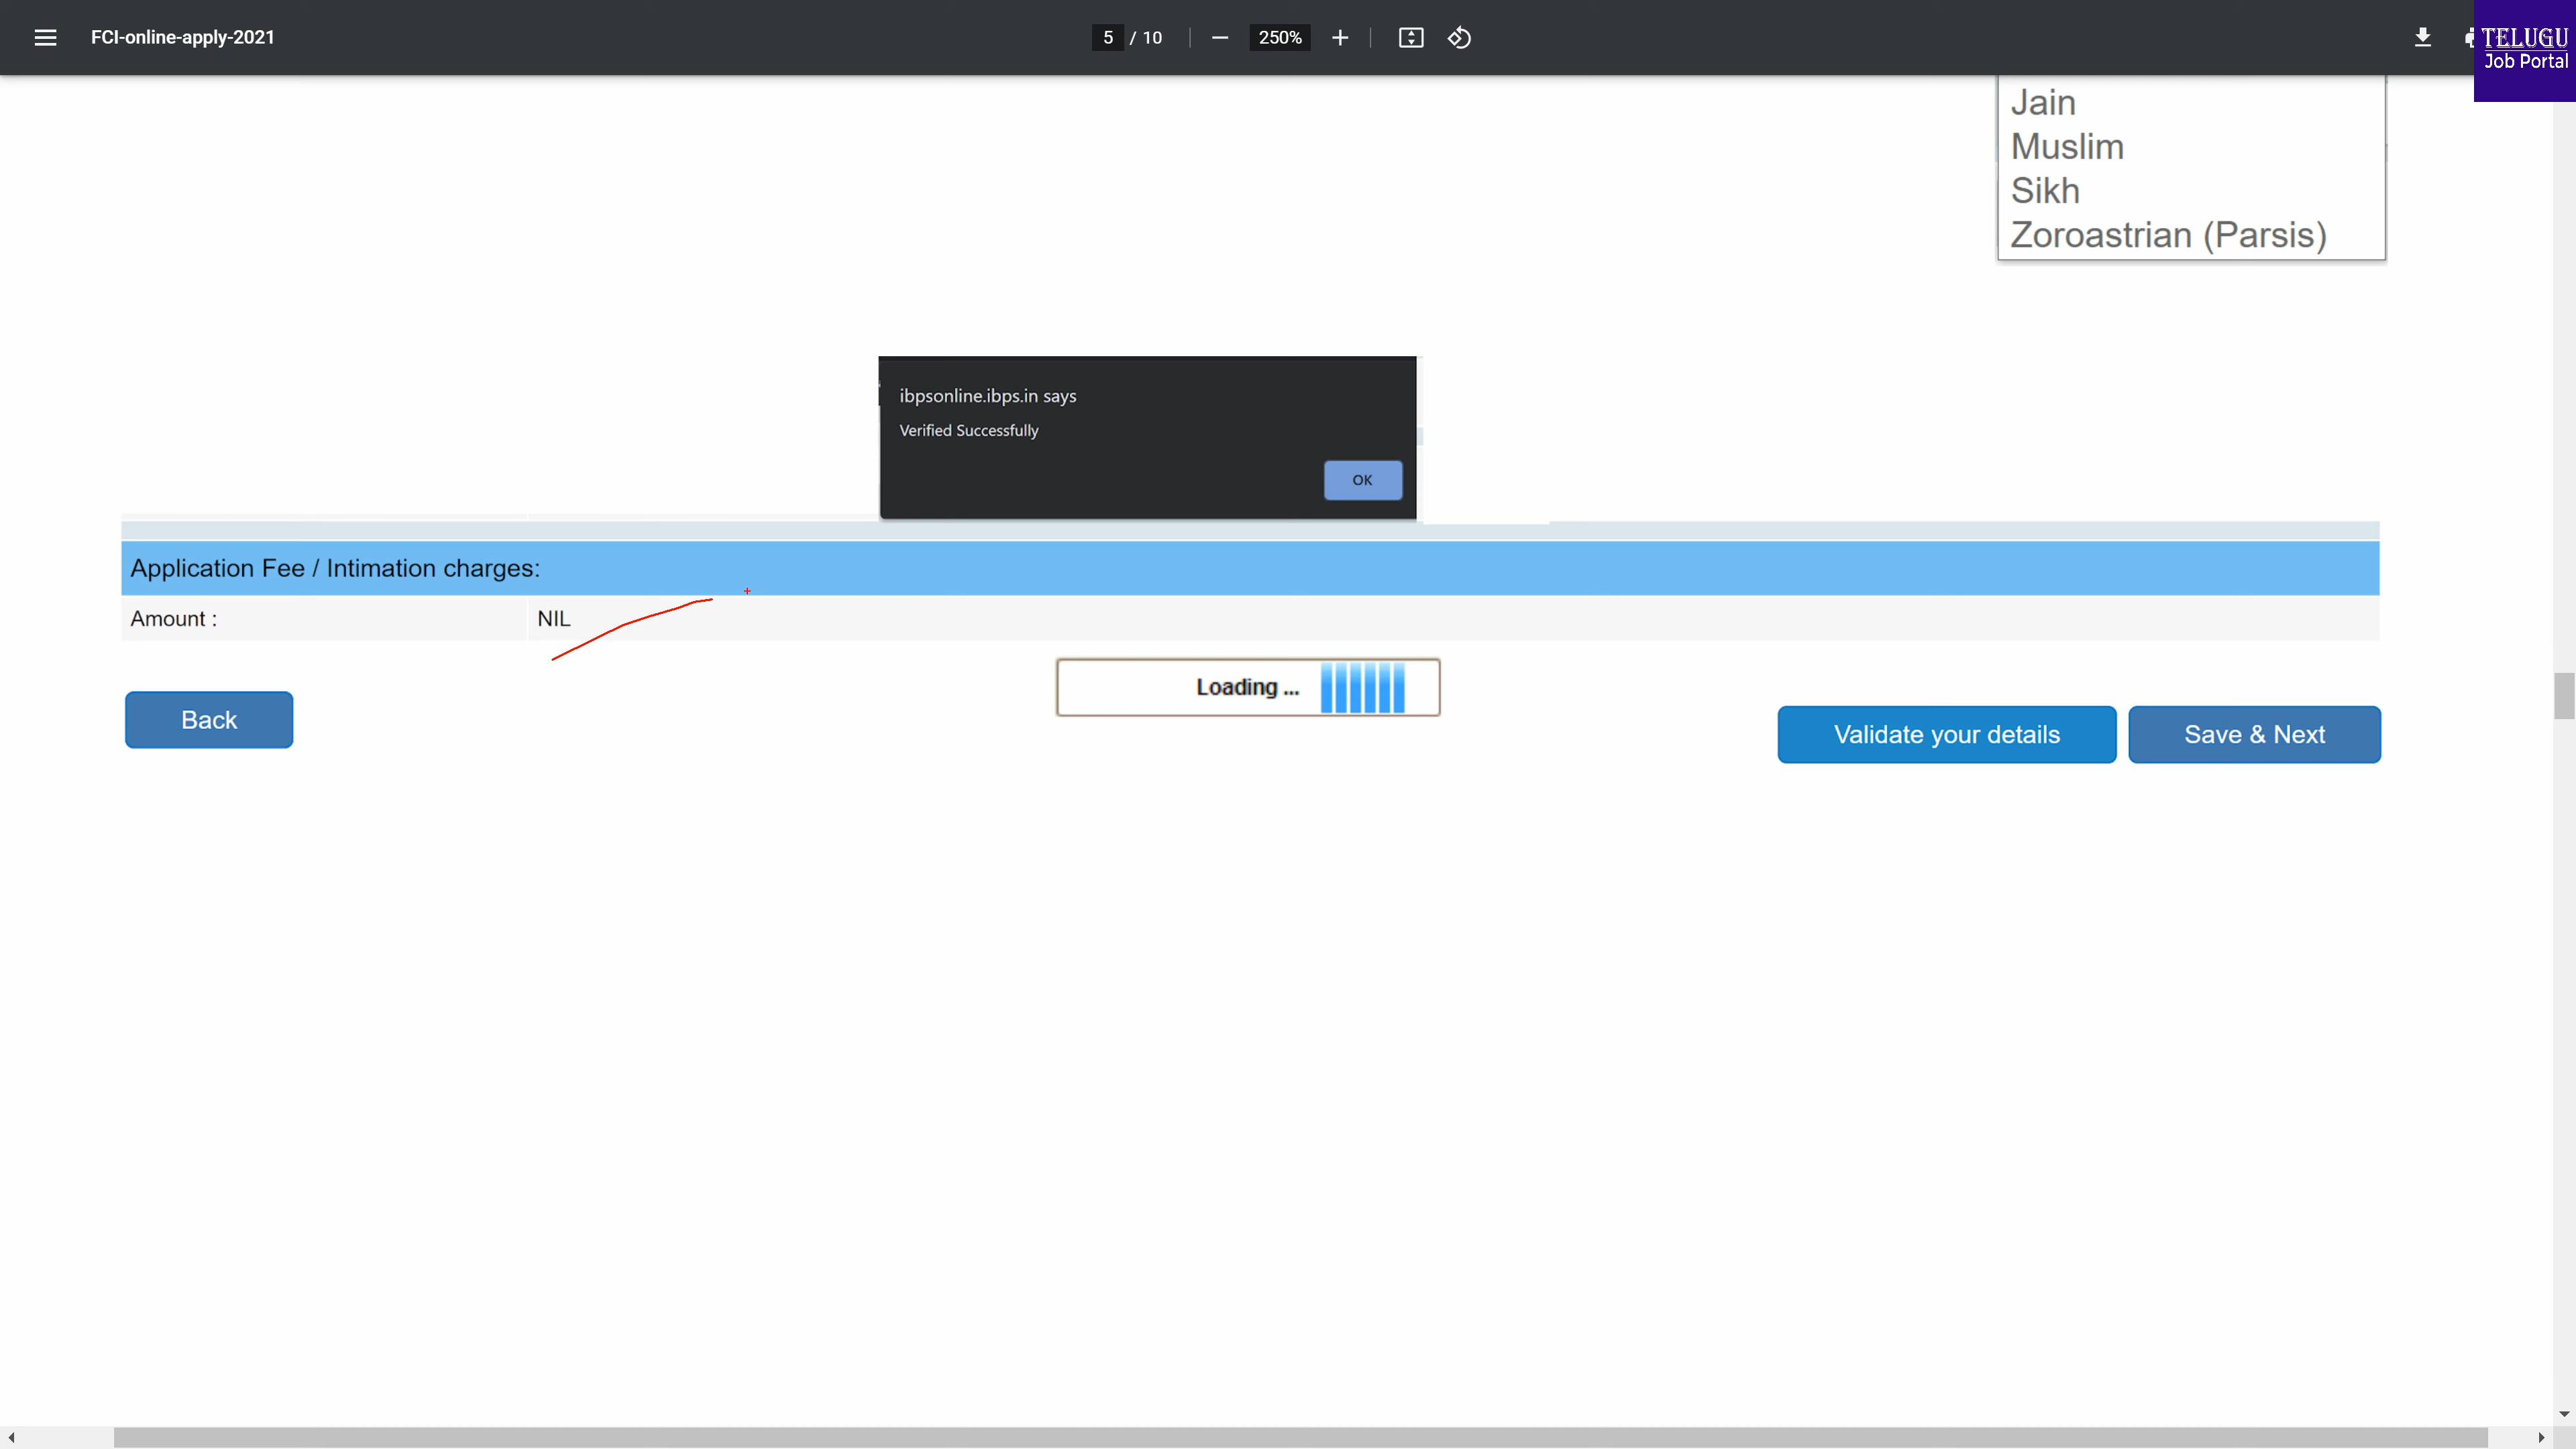 FCI-online-apply-2021
5 / 10
250%
TELUGU
Job Portal
Jain
Muslim
Sikh
Zoroastrian (Parsis)
ibpsonline.ibps.in says
Verified Successfully
OK
Application Fee / Intimation charges:
Amount : NIL
Loading ...
Back
Validate your details
Save & Next